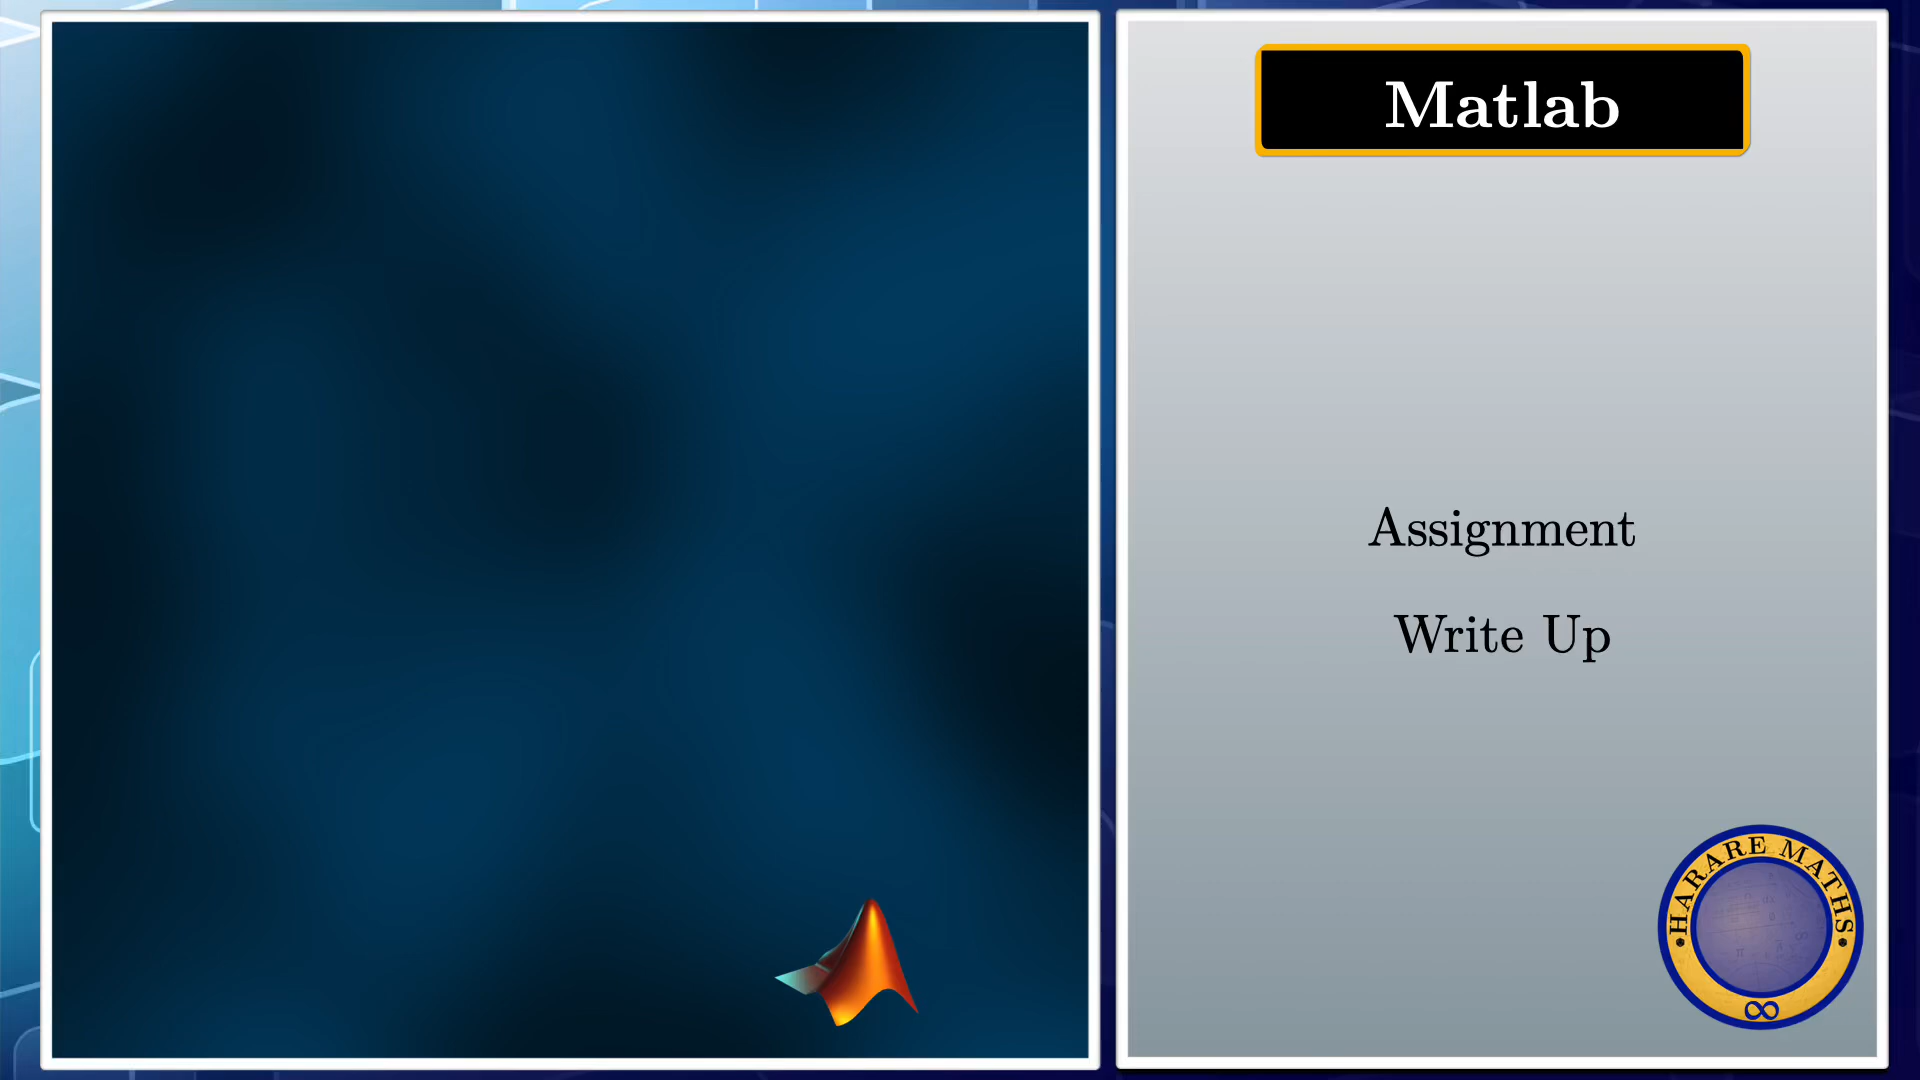 Matlab
Assignment
Write Up
HARARE MATHS
∞